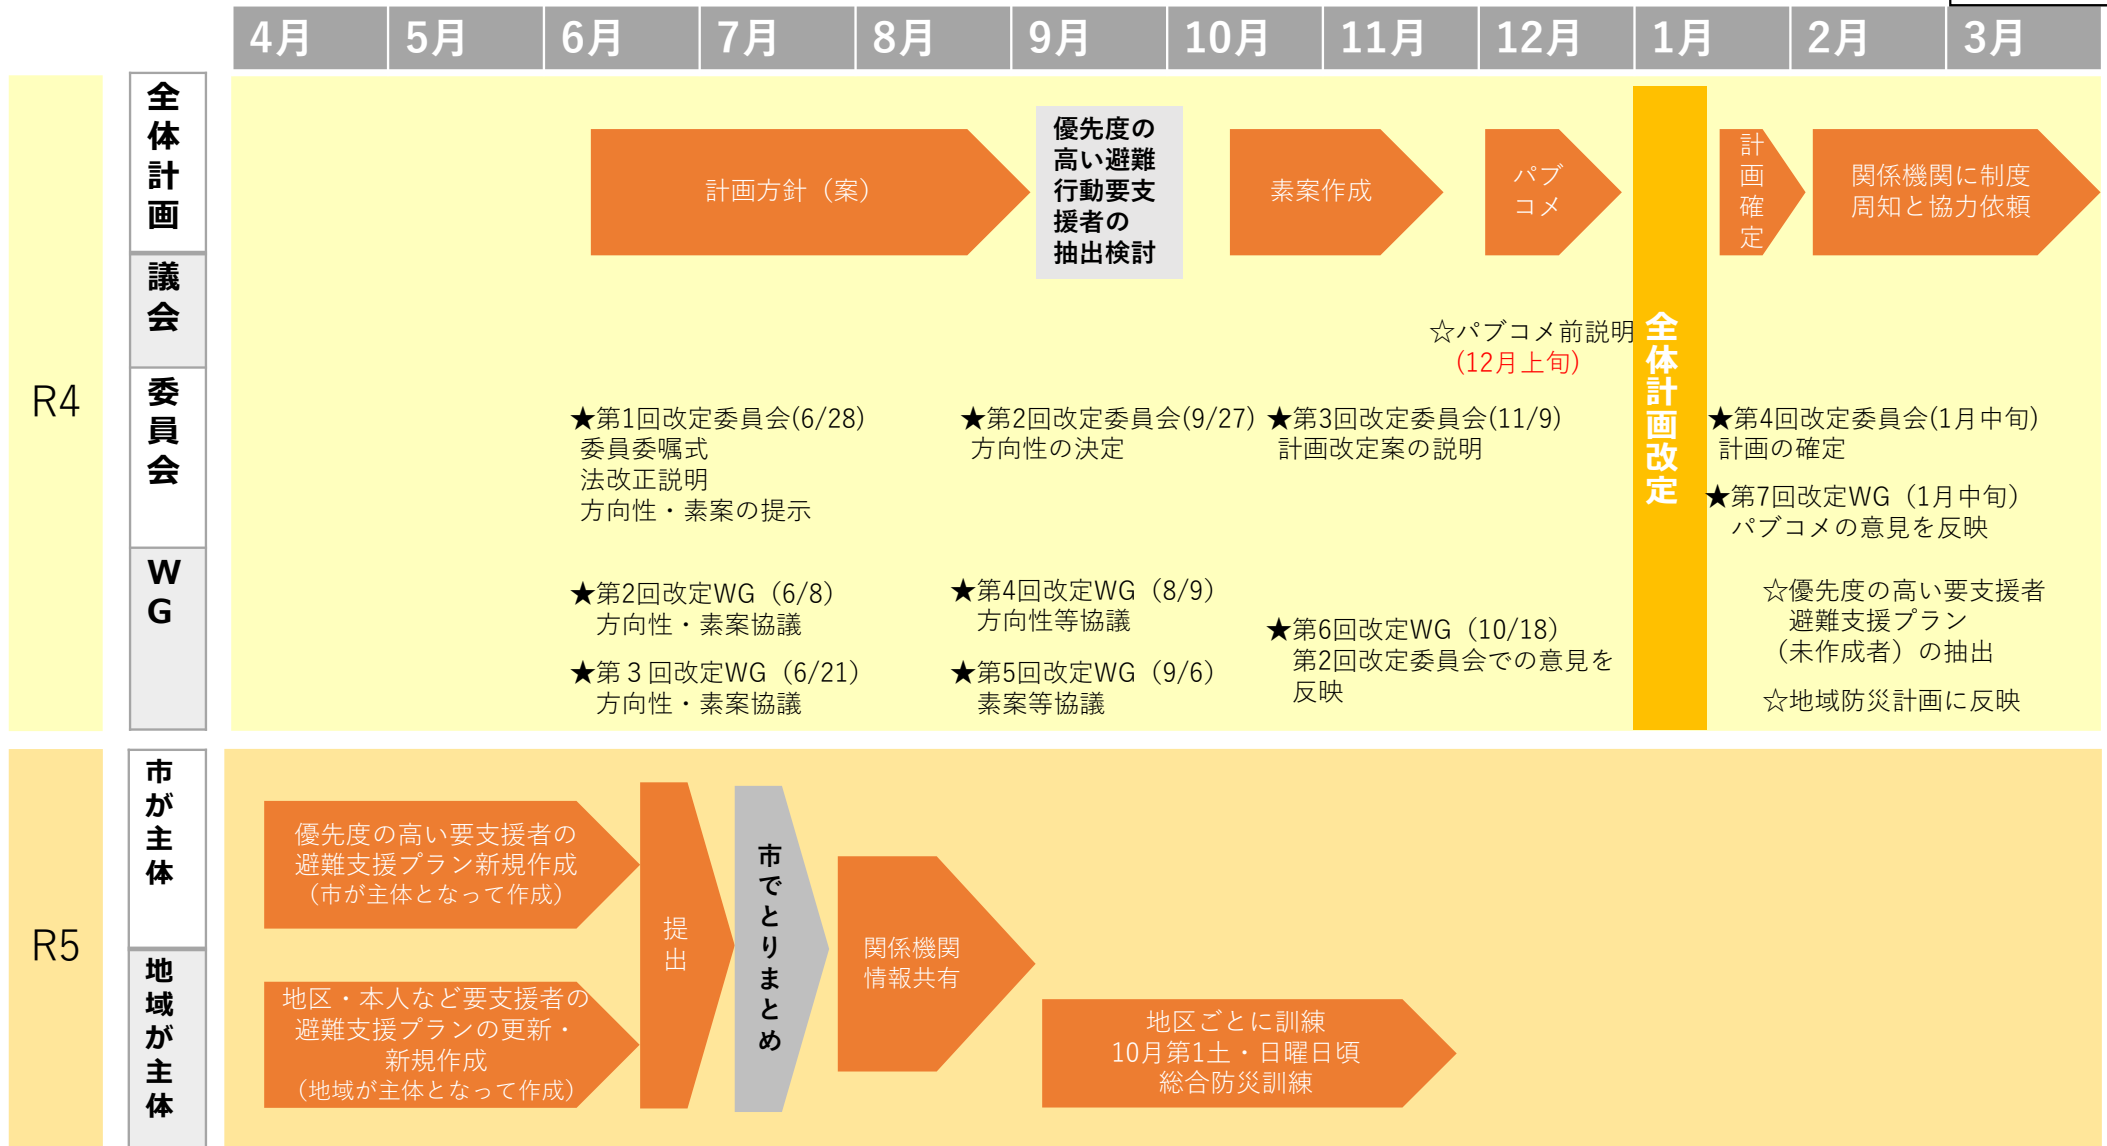 4月
5月
6月
7月
8月
9月
10月
11月
12月
1月
2月
3月
R4
全体計画
議会
委員会
WG
計画方針（案）
優先度の
高い避難
行動要支
援者の
抽出検討
素案作成
パブ
コメ
全体計画改定
計画確定
関係機関に制度
周知と協力依頼
☆パブコメ前説明
(12月上旬)
★第1回改定委員会(6/28)
委員委嘱式
法改正説明
方向性・素案の提示
★第2回改定委員会(9/27)
方向性の決定
★第3回改定委員会(11/9)
計画改定案の説明
★第4回改定委員会(1月中旬)
計画の確定
★第7回改定WG（1月中旬）
パブコメの意見を反映
★第2回改定WG（6/8）
方向性・素案協議
★第３回改定WG（6/21）
方向性・素案協議
★第4回改定WG（8/9）
方向性等協議
★第5回改定WG（9/6）
素案等協議
★第6回改定WG（10/18）
第2回改定委員会での意見を
反映
☆優先度の高い要支援者
避難支援プラン
（未作成者）の抽出
☆地域防災計画に反映
R5
市が主体
地域が主体
優先度の高い要支援者の
避難支援プラン新規作成
（市が主体となって作成）
地区・本人など要支援者の
避難支援プランの更新・
新規作成
（地域が主体となって作成）
提出
市でとりまとめ
関係機関
情報共有
地区ごとに訓練
10月第1土・日曜日頃
総合防災訓練